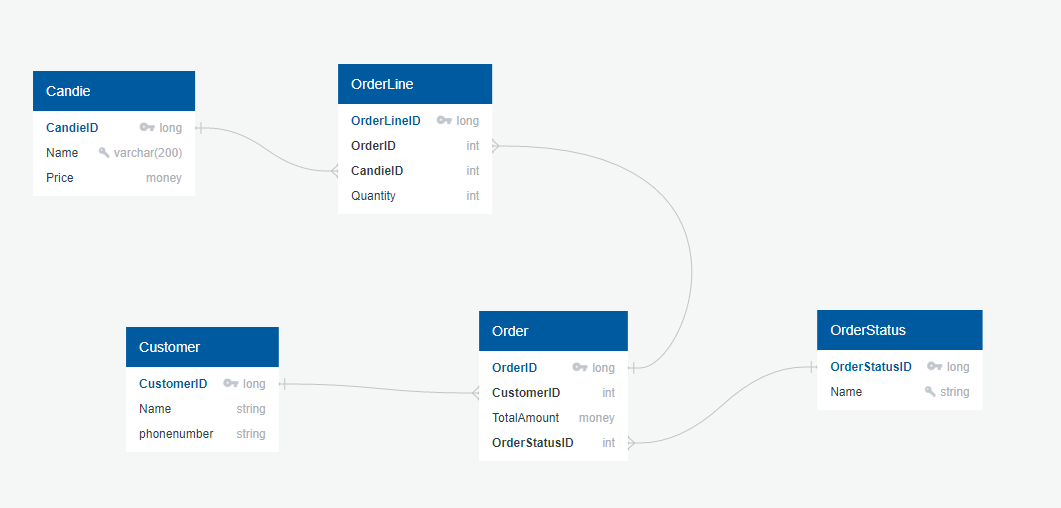 Candie
CandieID long
Name varchar(200)
Price money
OrderLine
OrderLineID long
OrderID int
CandieID int
Quantity int
Customer
CustomerID long
Name string
phonenumber string
Order
OrderID long
CustomerID int
TotalAmount money
OrderStatusID int
OrderStatus
OrderStatusID long
Name string